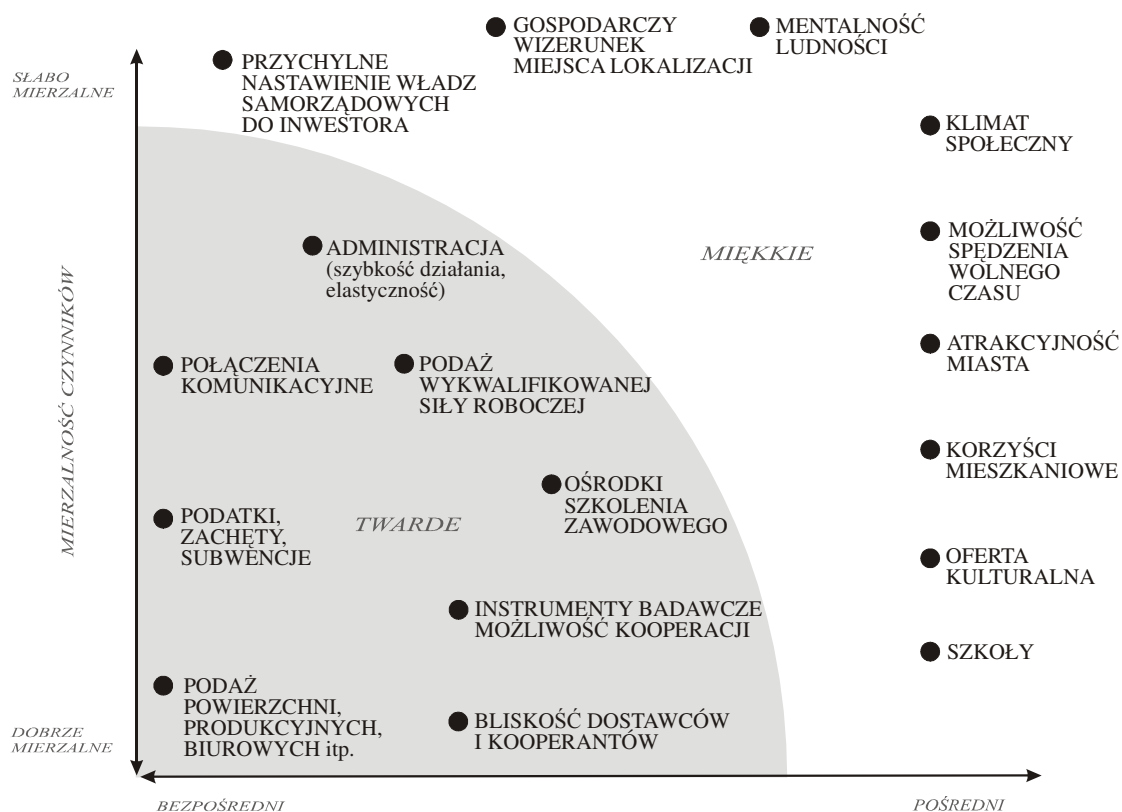 GOSPODARCZY
WIZERUNEK
MIEJSCA LOKALIZACJI
MENTALNOŚĆ
LUDNOŚCI
SŁABO
MIERZALNE
PRZYCHYLNE
NASTAWIENIE WŁADZ
SAMORZĄDOWYCH
DO INWESTORA
KLIMAT
SPOŁECZNY
ADMINISTRACJA
(szybkość działania,
elastyczność)
MIĘKKIE
MOŻLIWOŚĆ
SPĘDZENIA
WOLNEGO
CZASU
MIERZALNOŚĆ CZYNNIKÓW
POŁĄCZENIA
KOMUNIKACYJNE
PODAŻ
WYKWALIFIKOWANEJ
SIŁY ROBOCZEJ
ATRAKCYJNOŚĆ
MIASTA
KORZYŚCI
MIESZKANIOWE
PODATKI,
ZACHĘTY,
SUBWENCJE
TWARDE
OŚRODKI
SZKOLENIA
ZAWODOWEGO
OFERTA
KULTURALNA
INSTRUMENTY BADAWCZE
MOŻLIWOŚĆ KOOPERACJI
SZKOŁY
PODAŻ
POWIERZCHNI,
PRODUKCYJNYCH,
BIUROWYCH itp.
BLISKOŚĆ DOSTAWCÓW
I KOOPERANTÓW
DOBRZE
MIERZALNE
BEZPOŚREDNI
POŚREDNI